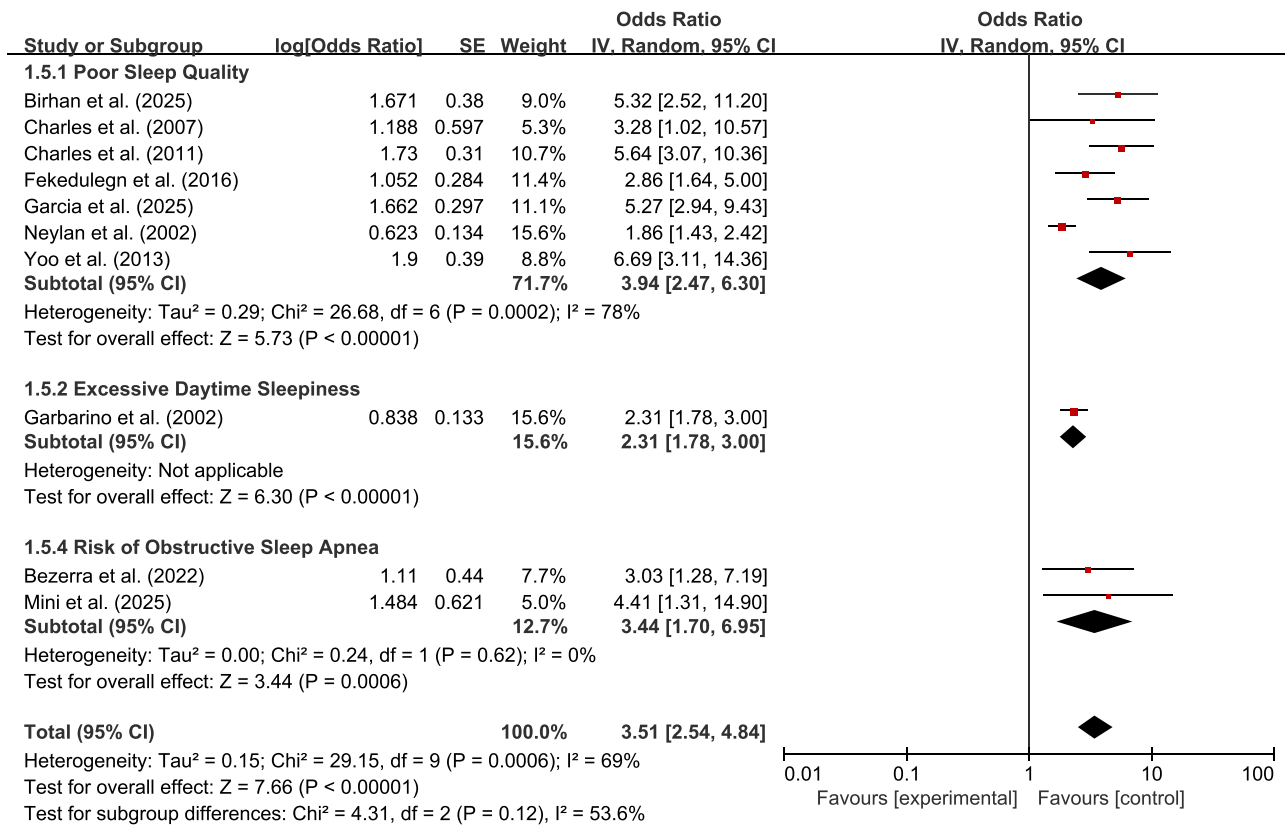 Odds Ratio Odds Ratio
Study or Subgroup log[Odds Ratio] SE Weight IV, Random, 95% CI IV, Random, 95% CI
1.5.1 Poor Sleep Quality
Birhan et al. (2025) 1.671 0.38 9.0% 5.32 [2.52, 11.20]
Charles et al. (2007) 1.188 0.597 5.3% 3.28 [1.02, 10.57]
Charles et al. (2011) 1.73 0.31 10.7% 5.64 [3.07, 10.36]
Fekedulegn et al. (2016) 1.052 0.284 11.4% 2.86 [1.64, 5.00]
Garcia et al. (2025) 1.662 0.297 11.1% 5.27 [2.94, 9.43]
Neylan et al. (2002) 0.623 0.134 15.6% 1.86 [1.43, 2.42]
Yoo et al. (2013) 1.9 0.39 8.8% 6.69 [3.11, 14.36]
Subtotal (95% CI) 71.7% 3.94 [2.47, 6.30]
Heterogeneity: Tau² = 0.29; Chi² = 26.68, df = 6 (P = 0.0002); I² = 78%
Test for overall effect: Z = 5.73 (P < 0.00001)
1.5.2 Excessive Daytime Sleepiness
Garbarino et al. (2002) 0.838 0.133 15.6% 2.31 [1.78, 3.00]
Subtotal (95% CI) 15.6% 2.31 [1.78, 3.00]
Heterogeneity: Not applicable
Test for overall effect: Z = 6.30 (P < 0.00001)
1.5.4 Risk of Obstructive Sleep Apnea
Bezerra et al. (2022) 1.11 0.44 7.7% 3.03 [1.28, 7.19]
Mini et al. (2025) 1.484 0.621 5.0% 4.41 [1.31, 14.90]
Subtotal (95% CI) 12.7% 3.44 [1.70, 6.95]
Heterogeneity: Tau² = 0.00; Chi² = 0.24, df = 1 (P = 0.62); I² = 0%
Test for overall effect: Z = 3.44 (P = 0.0006)
Total (95% CI) 100.0% 3.51 [2.54, 4.84]
Heterogeneity: Tau² = 0.15; Chi² = 29.15, df = 9 (P = 0.0006); I² = 69%
Test for overall effect: Z = 7.66 (P < 0.00001)
Test for subgroup differences: Chi² = 4.31, df = 2 (P = 0.12), I² = 53.6%
0.01 0.1 1 10 100
Favours [experimental] Favours [control]